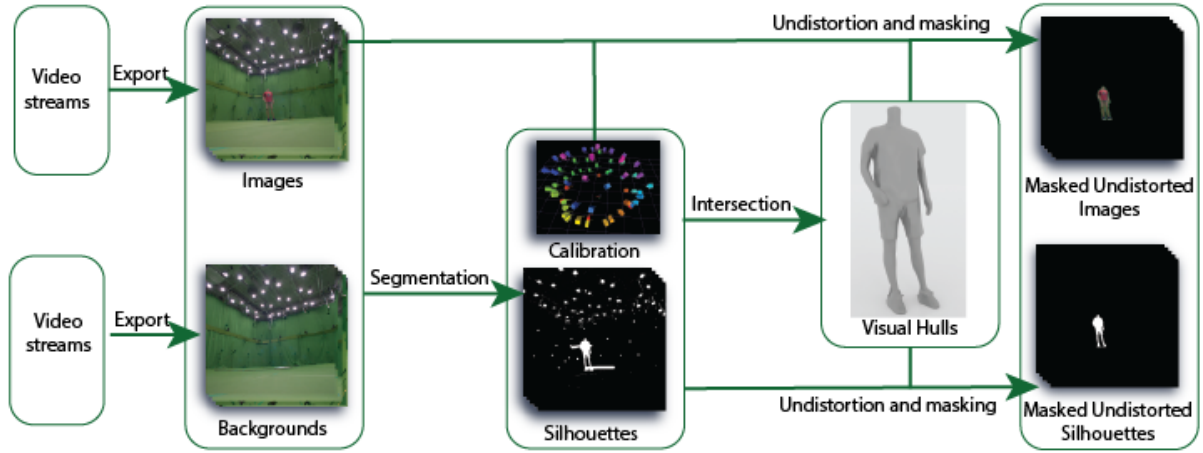 Video
streams
Export
Images
Undistortion and masking
Masked Undistorted
Images
Video
streams
Export
Backgrounds
Segmentation
Calibration
Silhouettes
Intersection
Visual Hulls
Undistortion and masking
Masked Undistorted
Silhouettes